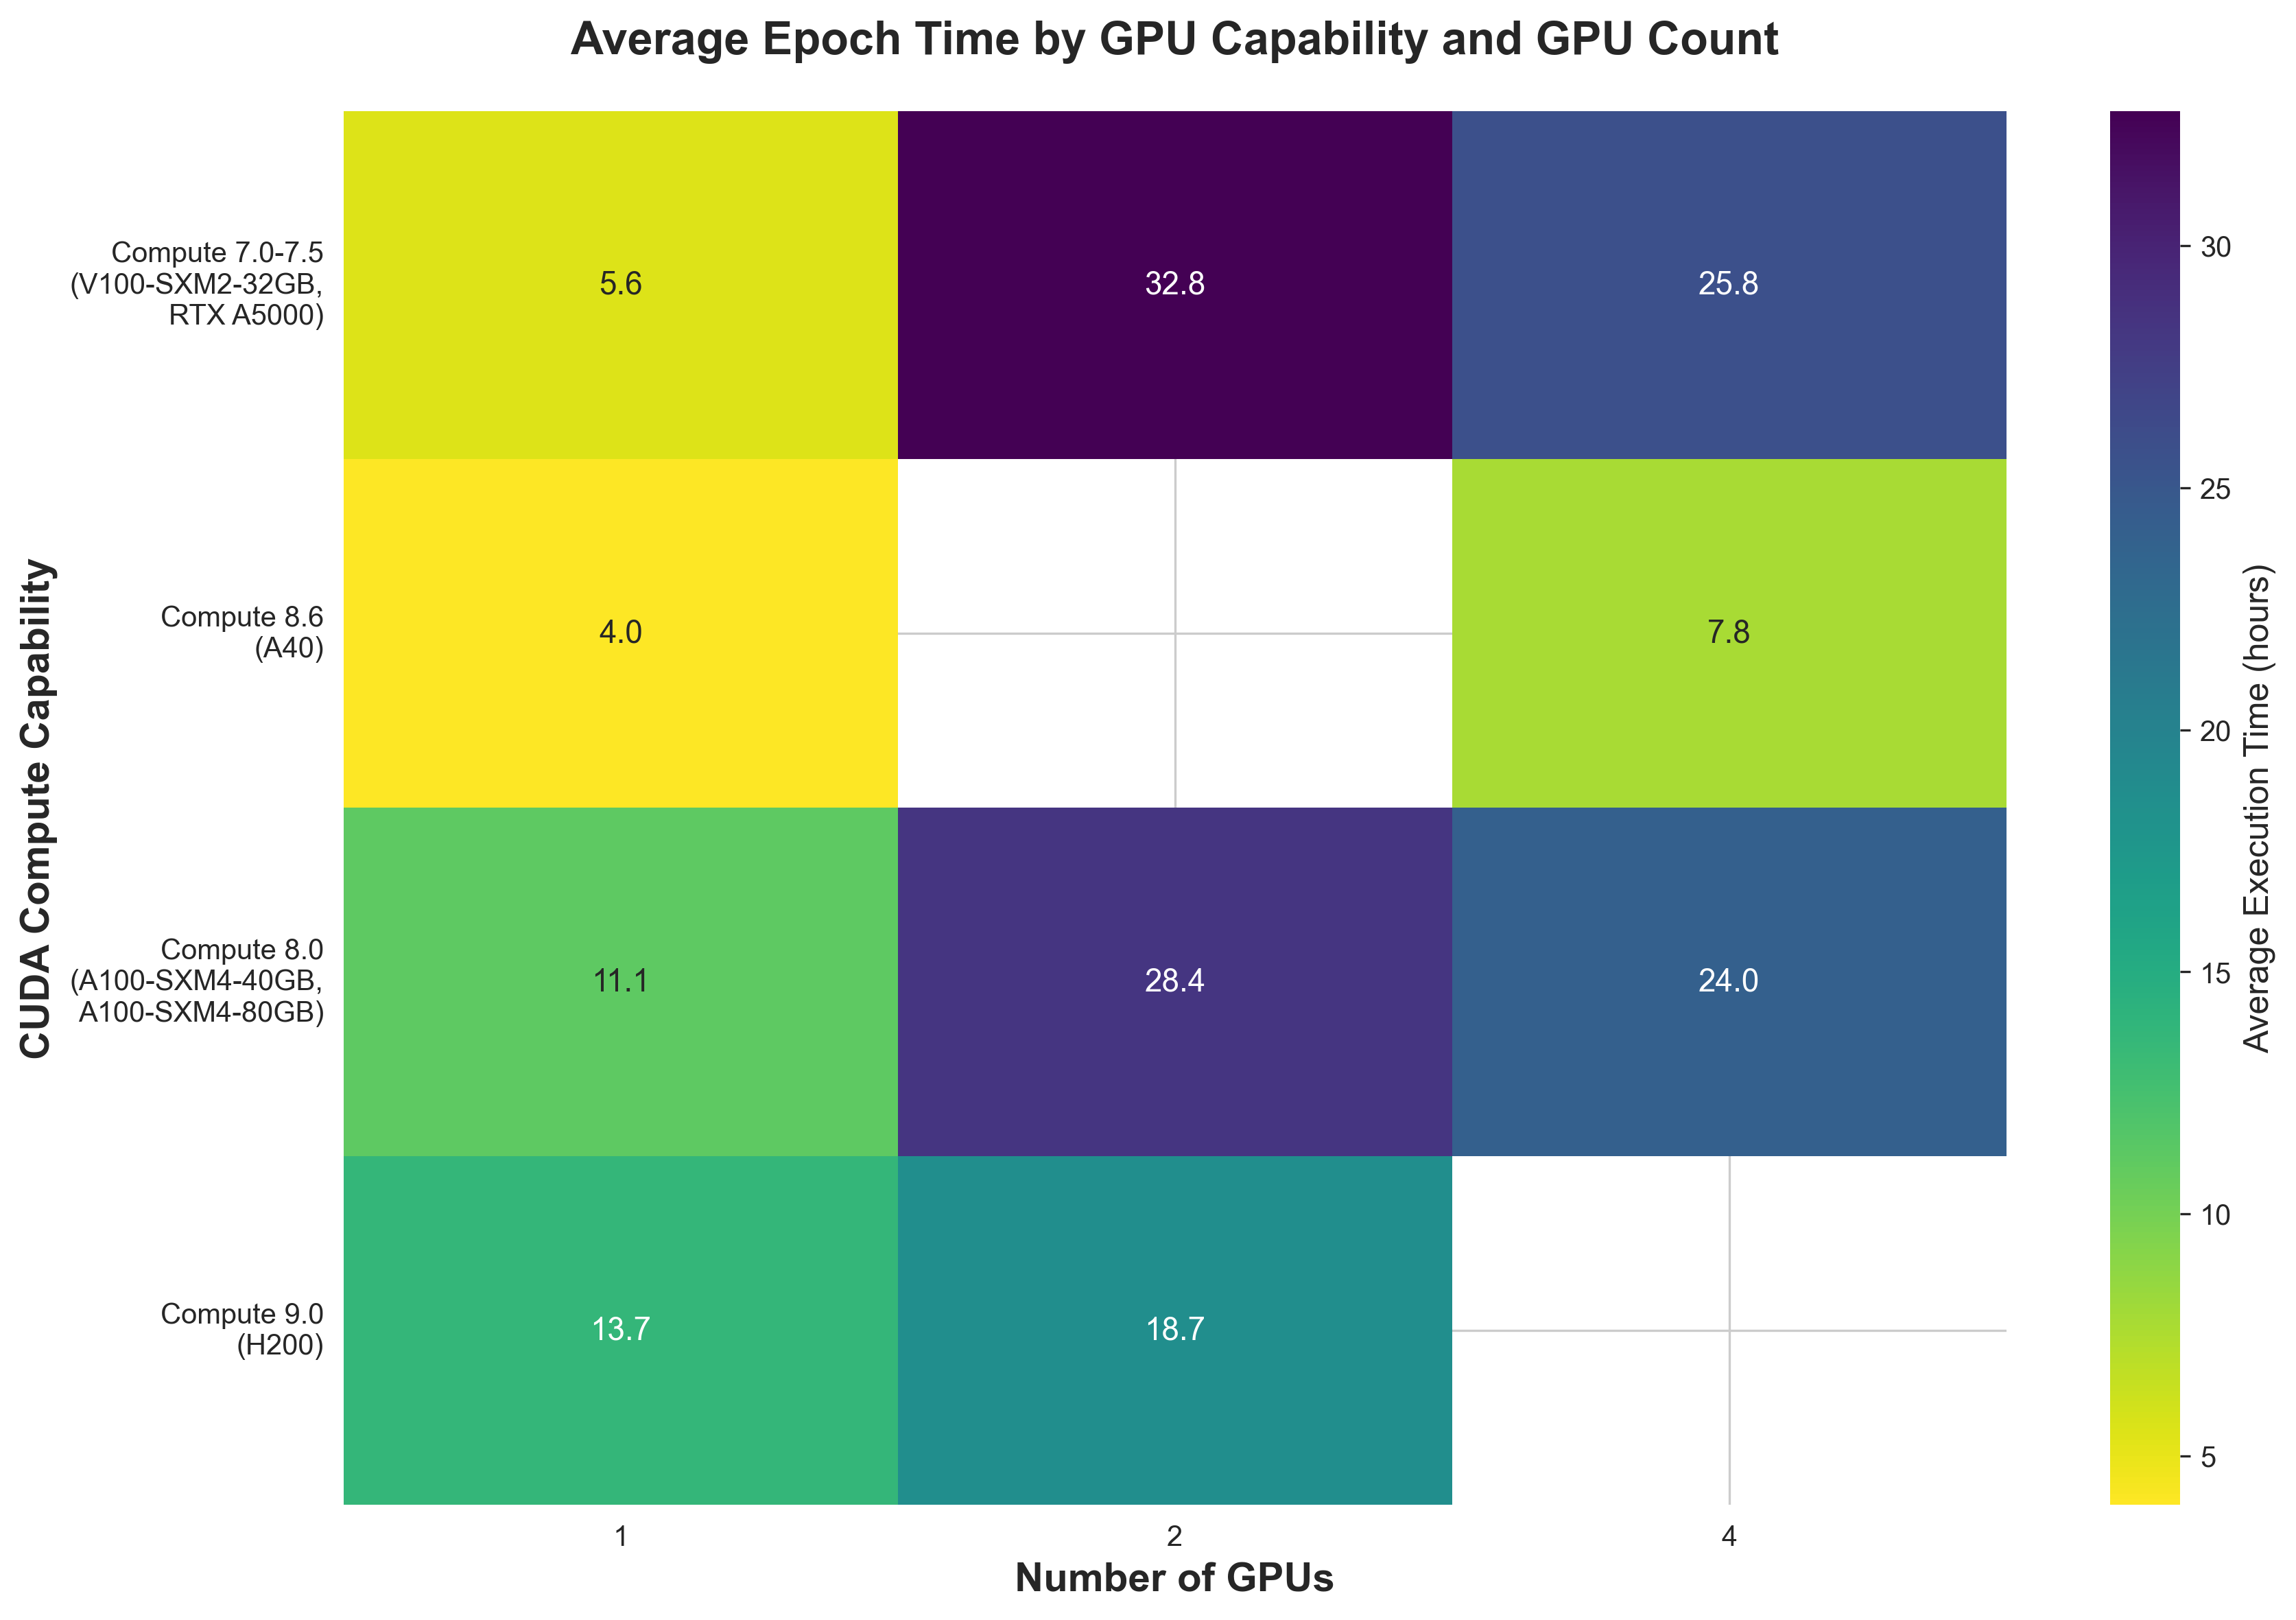 Average Epoch Time by GPU Capability and GPU Count
CUDA Compute Capability
Compute 7.0-7.5
(V100-SXM2-32GB,
RTX A5000)
5.6
32.8
25.8
Compute 8.6
(A40)
4.0
7.8
Compute 8.0
(A100-SXM4-40GB,
A100-SXM4-80GB)
11.1
28.4
24.0
Compute 9.0
(H200)
13.7
18.7
1
2
4
Number of GPUs
30
25
20
15
10
5
Average Execution Time (hours)